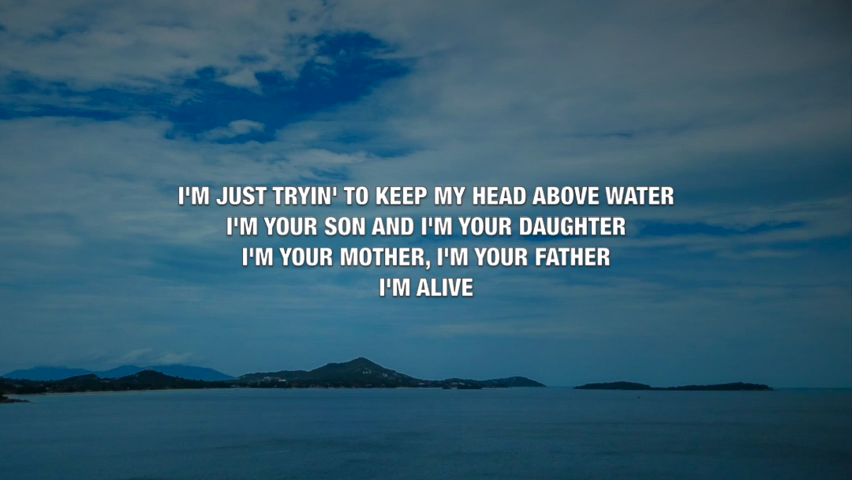 I'M JUST TRYIN' TO KEEP MY HEAD ABOVE WATER
I'M YOUR SON AND I'M YOUR DAUGHTER
I'M YOUR MOTHER, I'M YOUR FATHER
I'M ALIVE